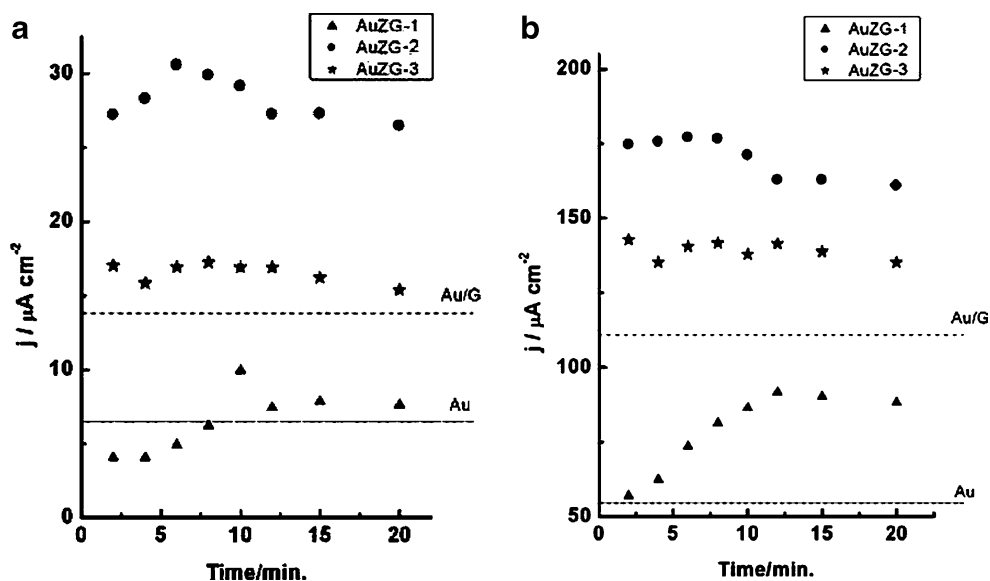 a
AuZG-1
AuZG-2
AuZG-3
30
20
10
0
j / µA cm-2
Au/G
Au
0 5 10 15 20
Time/min.
b
AuZG-1
AuZG-2
AuZG-3
200
150
100
50
j / µA cm-2
Au/G
Au
0 5 10 15 20
Time/min.